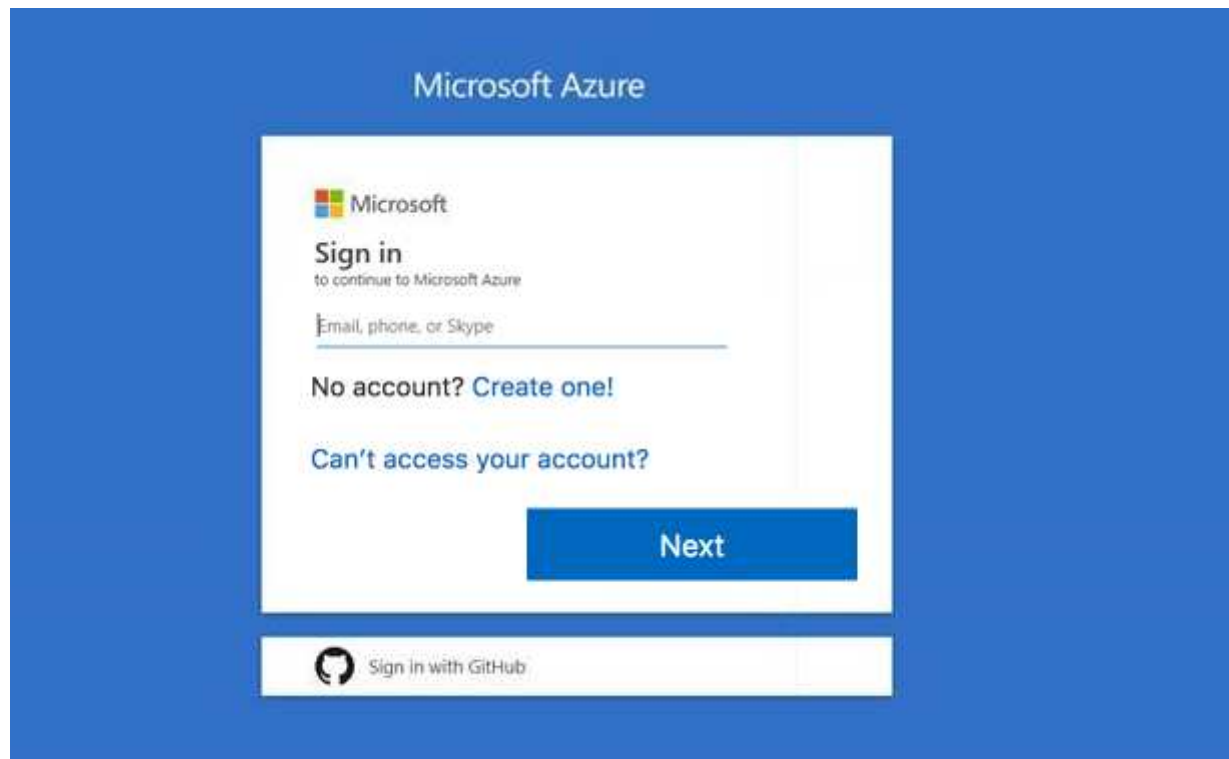 Microsoft Azure
Microsoft
Sign in
to continue to Microsoft Azure
Email, phone, or Skype
No account? Create one!
Can't access your account?
Next
Sign in with GitHub